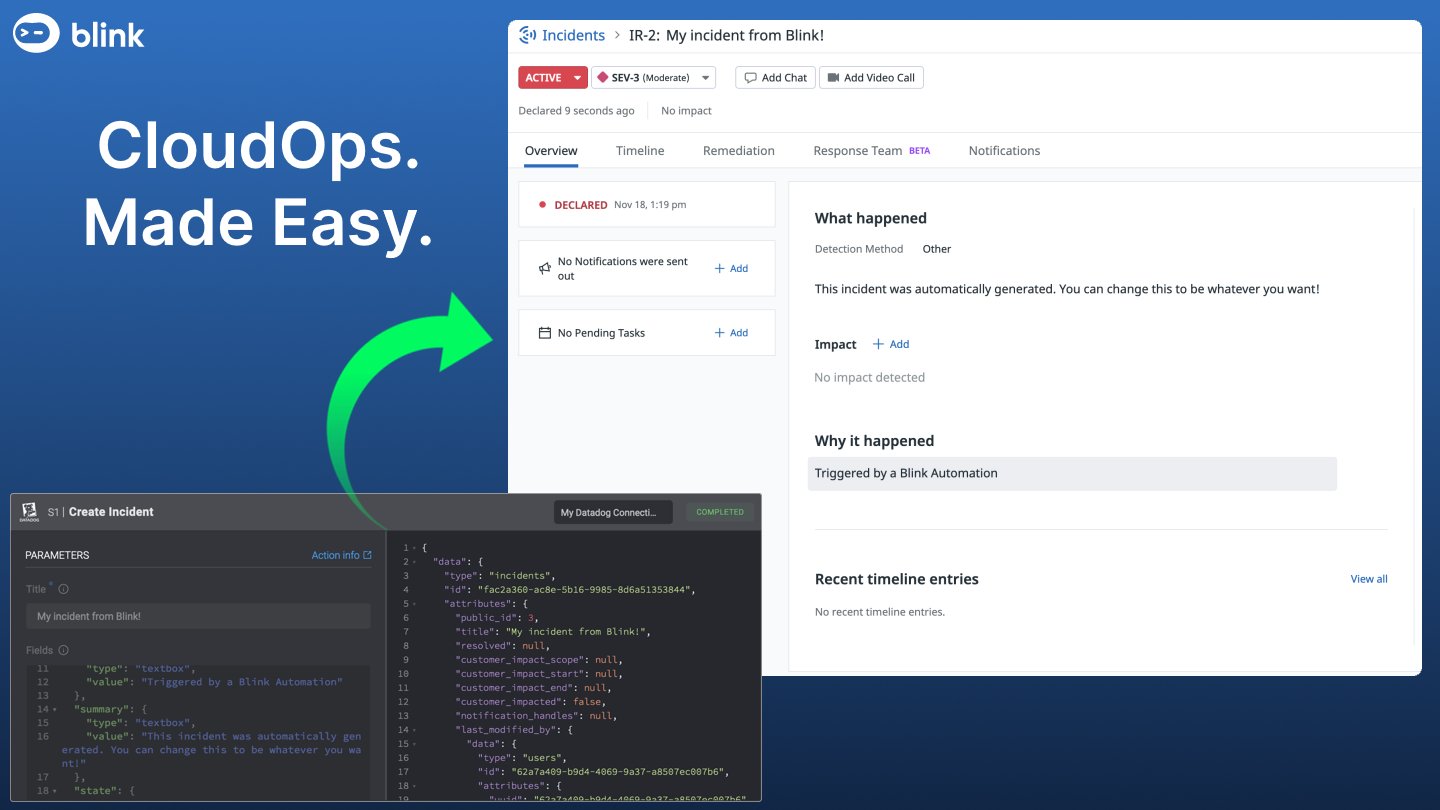 blink
CloudOps.
Made Easy.
Incidents > IR-2: My incident from Blink!
ACTIVE
SEV-3 (Moderate)
Add Chat
Add Video Call
Declared 9 seconds ago
No impact
Overview
Timeline
Remediation
Response Team BETA
Notifications
DECLARED Nov 18, 1:19 pm
No Notifications were sent
out
+ Add
No Pending Tasks
+ Add
What happened
Detection Method Other
This incident was automatically generated. You can change this to be whatever you want!
Impact + Add
No impact detected
Why it happened
Triggered by a Blink Automation
Recent timeline entries
View all
No recent timeline entries.
DATADOG
S1 | Create Incident
My Datadog Connecti...
COMPLETED
PARAMETERS
Action info
Title *
My incident from Blink!
Fields
11 "type": "textbox",
12 "value": "Triggered by a Blink Automation"
13 },
14 "summary": {
15 "type": "textbox",
16 "value": "This incident was automatically gen
erated. You can change this to be whatever you wa
nt!"
17 },
18 "state": {
1 {
2 "data": {
3 "type": "incidents",
4 "id": "fac2a360-ac8e-5b16-9985-8d6a51353844",
5 "attributes": {
6 "public_id": 3,
7 "title": "My incident from Blink!",
8 "resolved": null,
9 "customer_impact_scope": null,
10 "customer_impact_start": null,
11 "customer_impact_end": null,
12 "customer_impacted": false,
13 "notification_handles": null,
14 "last_modified_by": {
15 "data": {
16 "type": "users",
17 "id": "62a7a409-b9d4-4069-9a37-a8507ec007b6",
18 "attributes": {
19 "uuid": "62a7a409-b9d4-4069-9a37-a8507ec007b6"